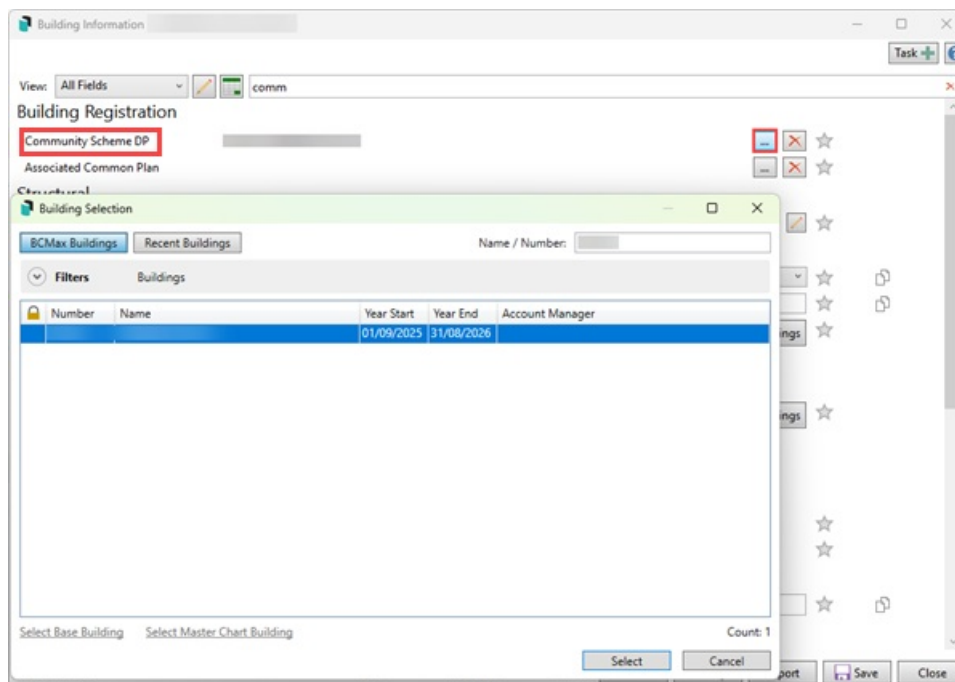 Building Information
Task
View: All Fields comm
Building Registration
Community Scheme DP ...
Associated Common Plan ...
Structural
Building Selection
BCMax Buildings Recent Buildings Name / Number:
Filters Buildings
ings
Number Name Year Start Year End Account Manager
01/09/2025 31/08/2026
ings
Select Base Building Select Master Chart Building Count: 1
Select Cancel
port Save Close